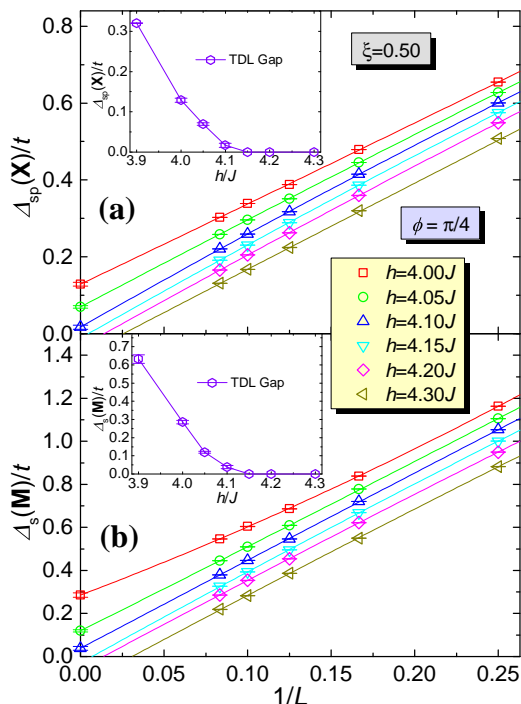 0.8
0.6
0.4
0.2
0.0
Δsp(X)/t
(a)
0.3
0.2
0.1
0.0
Δsp(X)/t
TDL Gap
3.9 4.0 4.1 4.2 4.3
h/J
ξ=0.50
ϕ = π/4
h=4.00J
h=4.05J
h=4.10J
h=4.15J
h=4.20J
h=4.30J
1.4
1.2
1.0
0.8
0.6
0.4
0.2
0.0
Δs(M)/t
(b)
0.7
0.6
0.5
0.4
0.3
0.2
0.1
0.0
Δs(M)/t
TDL Gap
3.9 4.0 4.1 4.2 4.3
h/J
0.00 0.05 0.10 0.15 0.20 0.25
1/L